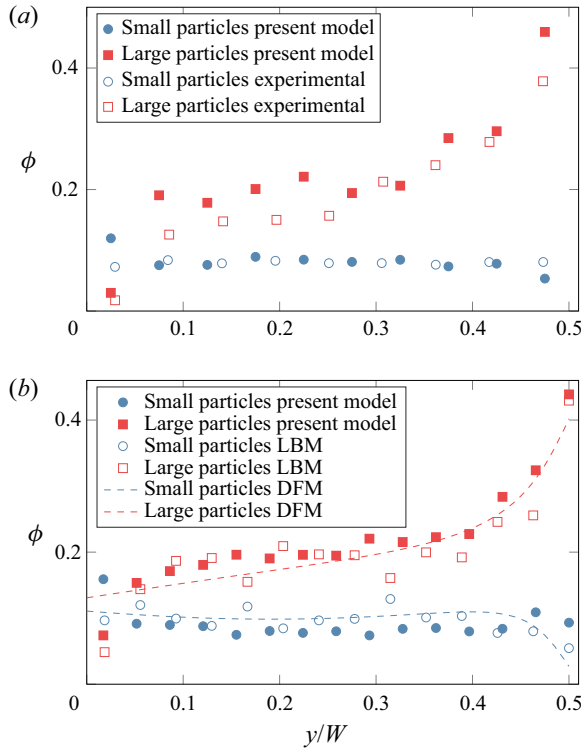 (a)
Small particles present model
Large particles present model
Small particles experimental
Large particles experimental
0.4
ϕ
0.2
0 0.1 0.2 0.3 0.4 0.5
(b)
Small particles present model
Large particles present model
Small particles LBM
Large particles LBM
Small particles DFM
Large particles DFM
0.4
ϕ
0.2
0 0.1 0.2 0.3 0.4 0.5
y/W